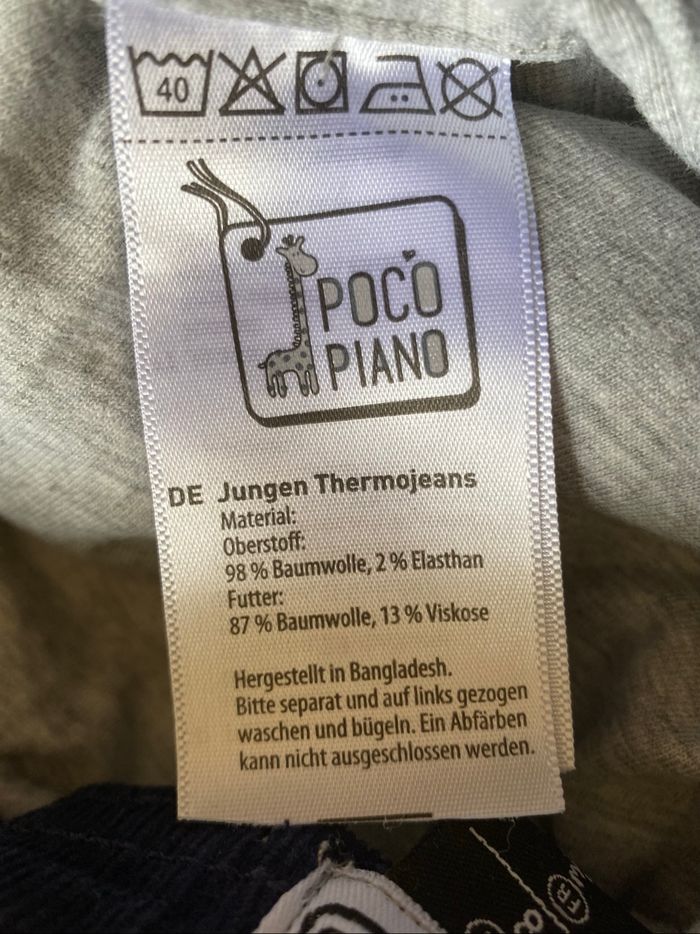 40
POCO
PIANO
DE Jungen Thermojeans
Material:
Oberstoff:
98 % Baumwolle, 2 % Elasthan
Futter:
87 % Baumwolle, 13 % Viskose
Hergestellt in Bangladesh.
Bitte separat und auf links gezogen
waschen und bügeln. Ein Abfärben
kann nicht ausgeschlossen werden.